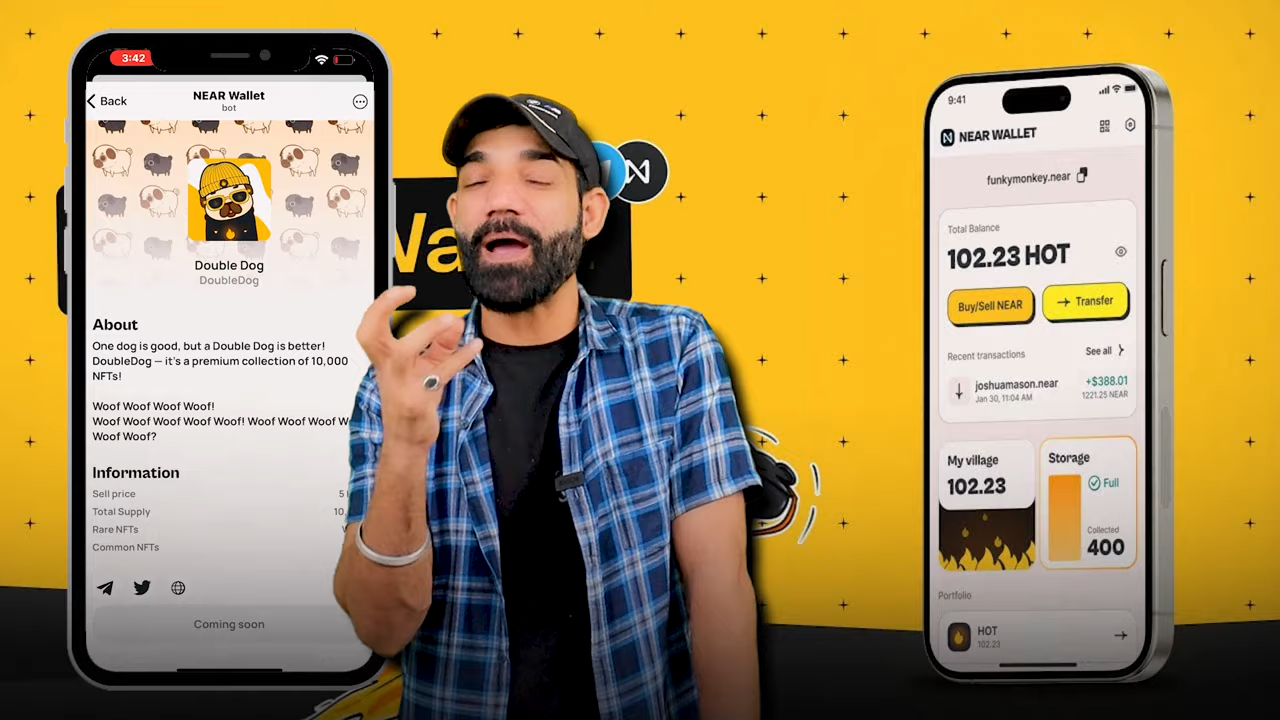 3:42
Back
NEAR Wallet
bot
Double Dog
DoubleDog
About
One dog is good, but a Double Dog is better!
DoubleDog — it's a premium collection of 10,000
NFTs!
Woof Woof Woof Woof!
Woof Woof Woof Woof Woof! Woof Woof Woof W
Woof Woof?
Information
Sell price 5
Total Supply 10,
Rare NFTs
Common NFTs
Coming soon
Wa
9:41
NEAR WALLET
funkymonkey.near
Total Balance
102.23 HOT
Buy/Sell NEAR
Transfer
Recent transactions
See all
joshuamason.near +$388.01
Jan 30, 11:04 AM 1221.25 NEAR
My village
102.23
Storage
Full
Collected
400
Portfolio
HOT
102.23